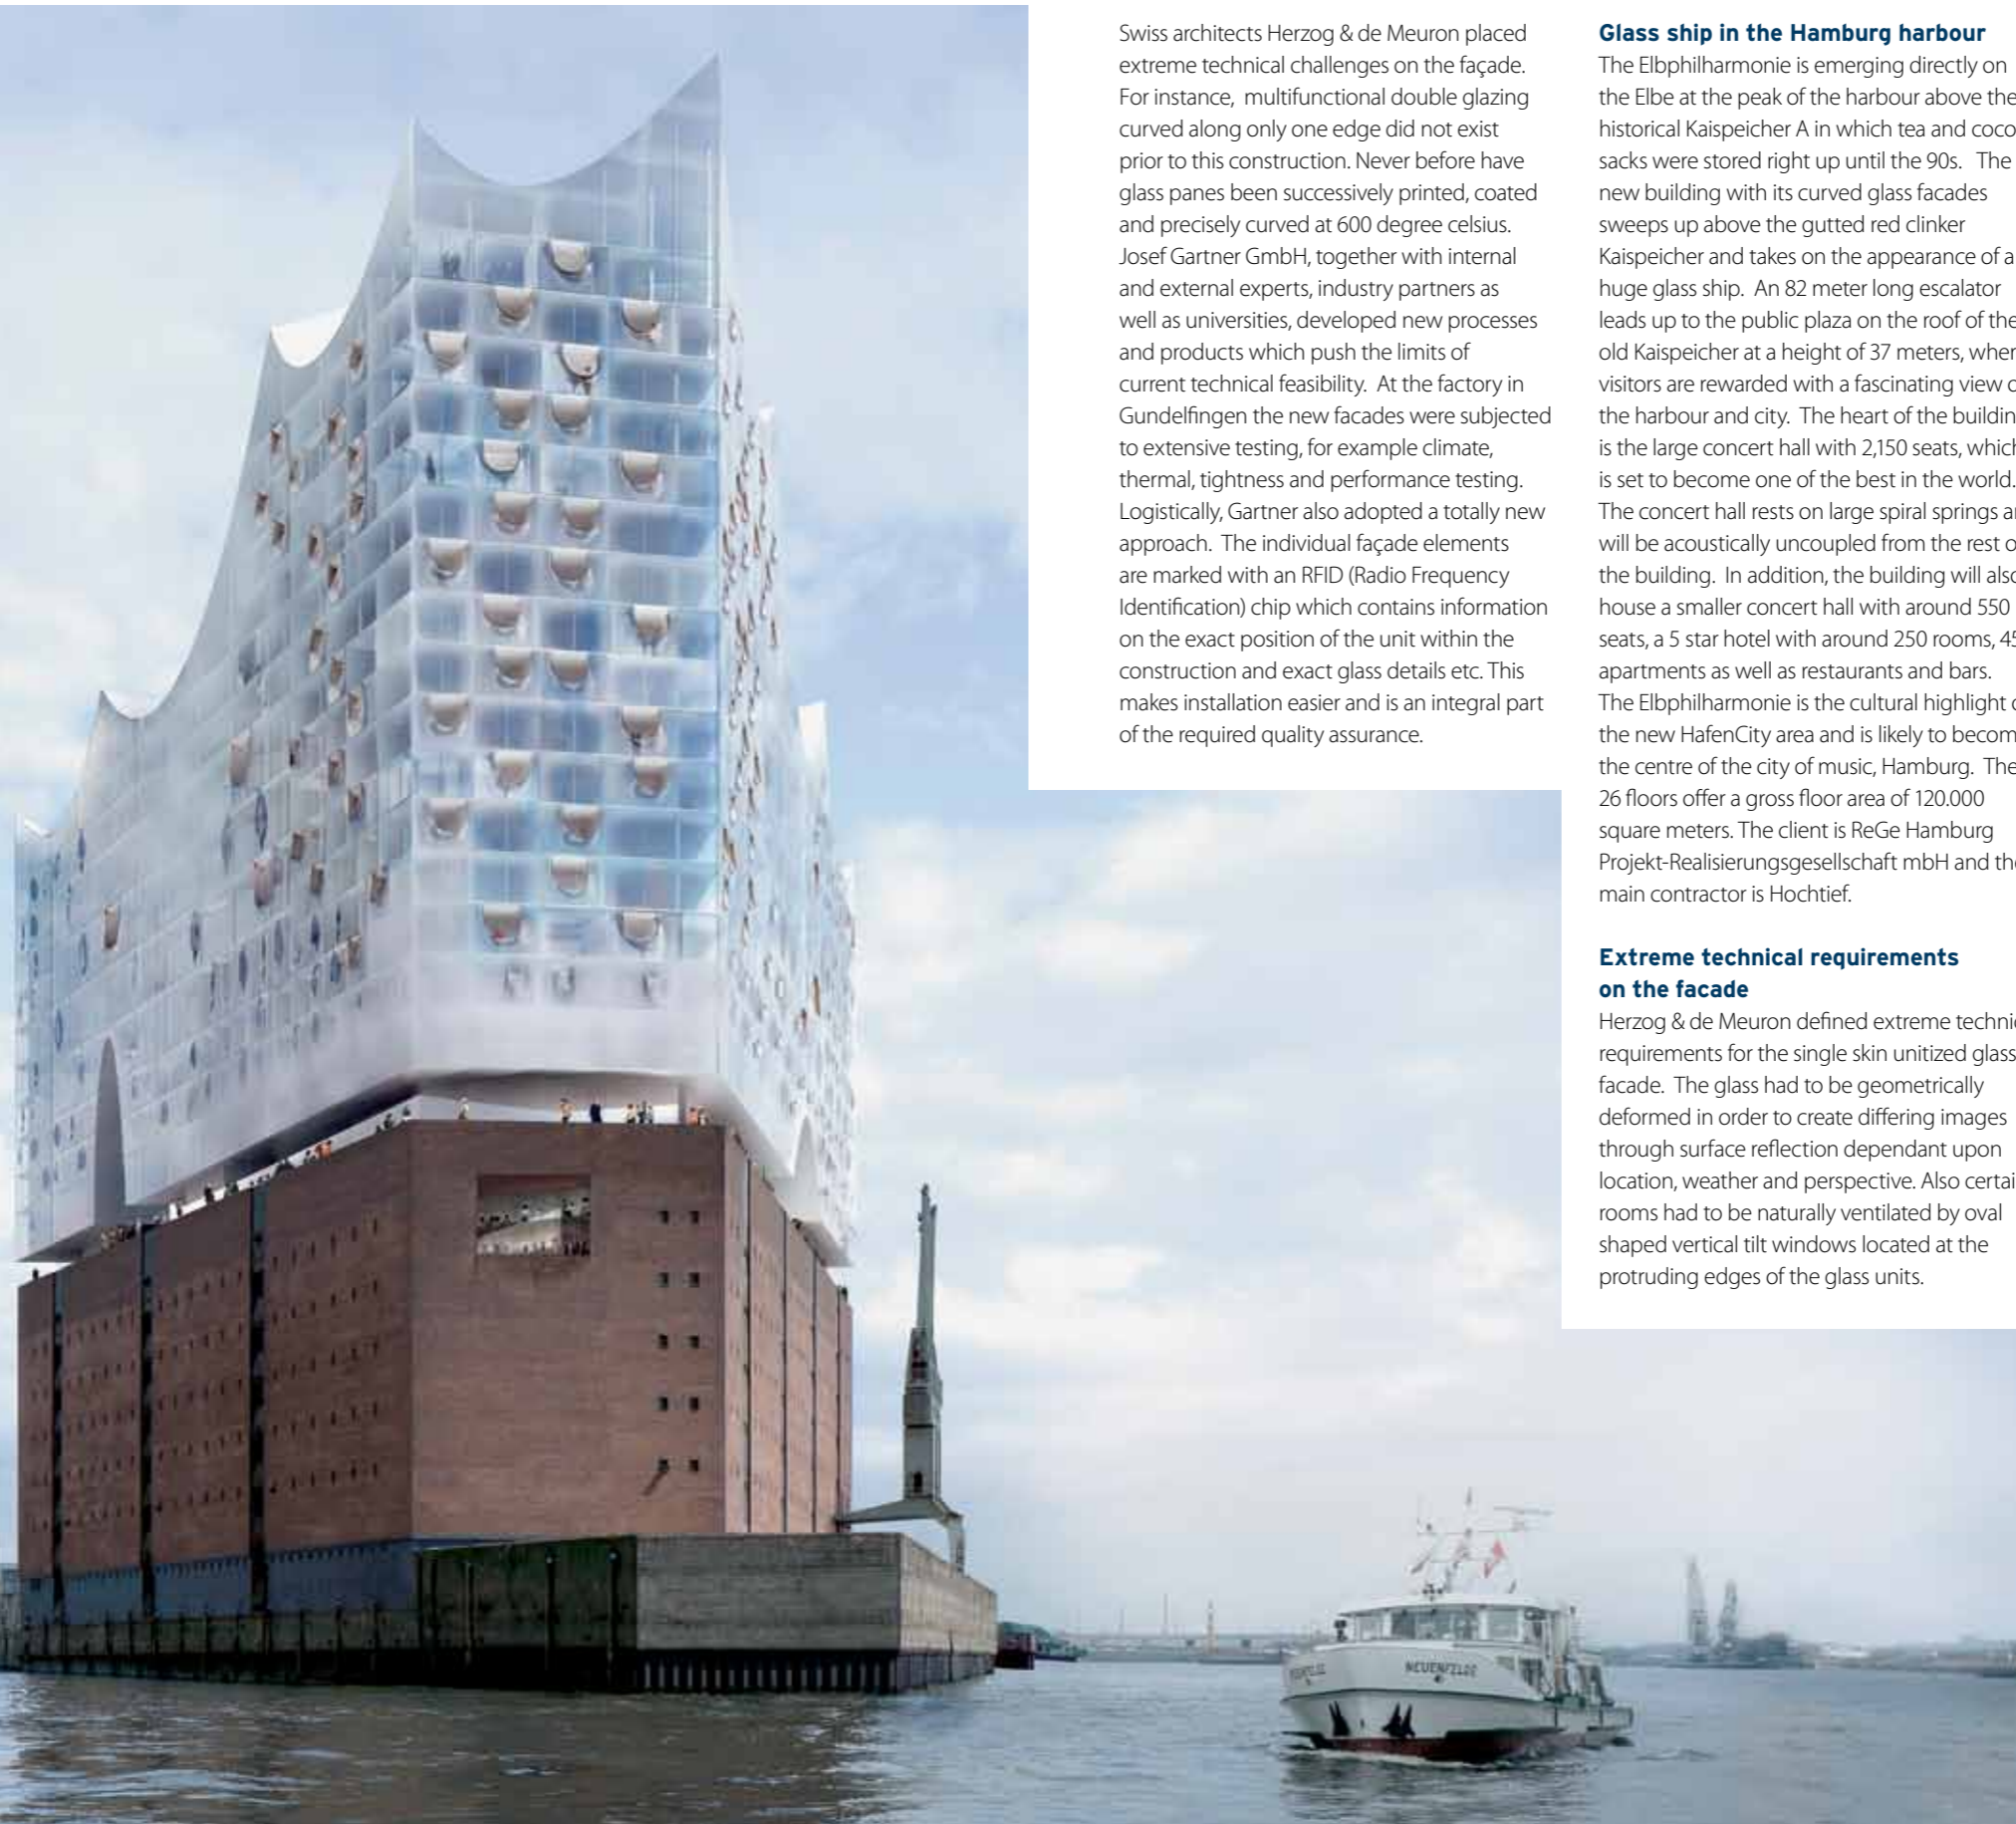 Swiss architects Herzog & de Meuron placed
extreme technical challenges on the façade.
For instance, multifunctional double glazing
curved along only one edge did not exist
prior to this construction. Never before have
glass panes been successively printed, coated
and precisely curved at 600 degree celsius.
Josef Gartner GmbH, together with internal
and external experts, industry partners as
well as universities, developed new processes
and products which push the limits of
current technical feasibility. At the factory in
Gundelfingen the new facades were subjected
to extensive testing, for example climate,
thermal, tightness and performance testing.
Logistically, Gartner also adopted a totally new
approach. The individual façade elements
are marked with an RFID (Radio Frequency
Identification) chip which contains information
on the exact position of the unit within the
construction and exact glass details etc. This
makes installation easier and is an integral part
of the required quality assurance.
Glass ship in the Hamburg harbour
The Elbphilharmonie is emerging directly on
the Elbe at the peak of the harbour above the
historical Kaispeicher A in which tea and coco
sacks were stored right up until the 90s. The
new building with its curved glass facades
sweeps up above the gutted red clinker
Kaispeicher and takes on the appearance of a
huge glass ship. An 82 meter long escalator
leads up to the public plaza on the roof of the
old Kaispeicher at a height of 37 meters, wher
visitors are rewarded with a fascinating view
the harbour and city. The heart of the buildin
is the large concert hall with 2,150 seats, which
is set to become one of the best in the world.
The concert hall rests on large spiral springs
will be acoustically uncoupled from the rest
the building. In addition, the building will also
house a smaller concert hall with around 550
seats, a 5 star hotel with around 250 rooms, 45
apartments as well as restaurants and bars.
The Elbphilharmonie is the cultural highlight
the new HafenCity area and is likely to becom
the centre of the city of music, Hamburg. The
26 floors offer a gross floor area of 120.000
square meters. The client is ReGe Hamburg
Projekt-Realisierungsgesellschaft mbH and the
main contractor is Hochtief.
Extreme technical requirements
on the facade
Herzog & de Meuron defined extreme techni
requirements for the single skin unitized glass
facade. The glass had to be geometrically
deformed in order to create differing images
through surface reflection dependant upon
location, weather and perspective. Also certai
rooms had to be naturally ventilated by oval
shaped vertical tilt windows located at the
protruding edges of the glass units.
NEUENFELDE